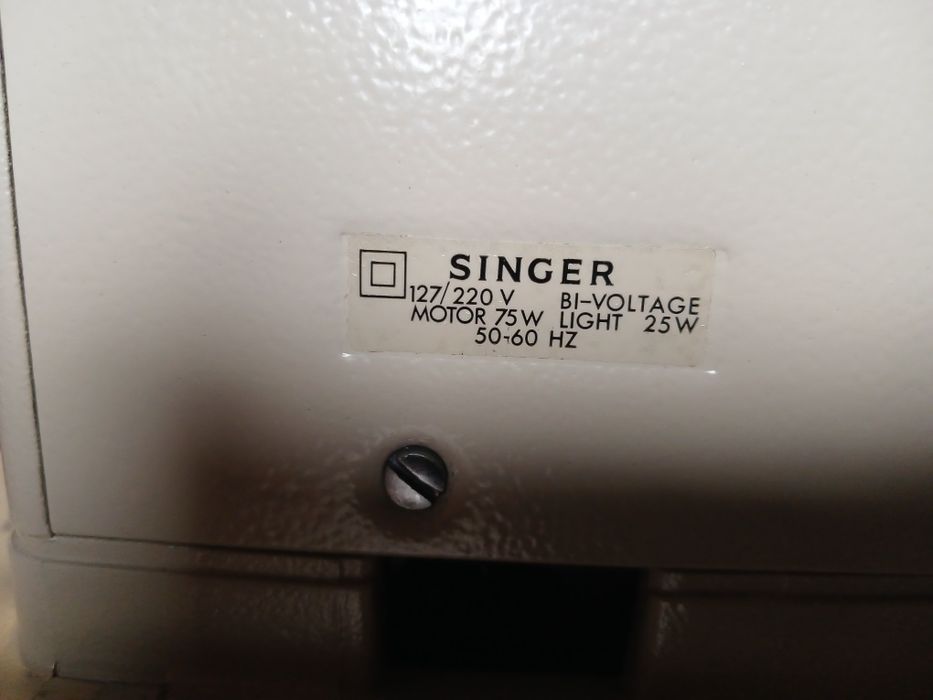 SINGER
127/220 V BI-VOLTAGE
MOTOR 75W LIGHT 25W
50-60 HZ